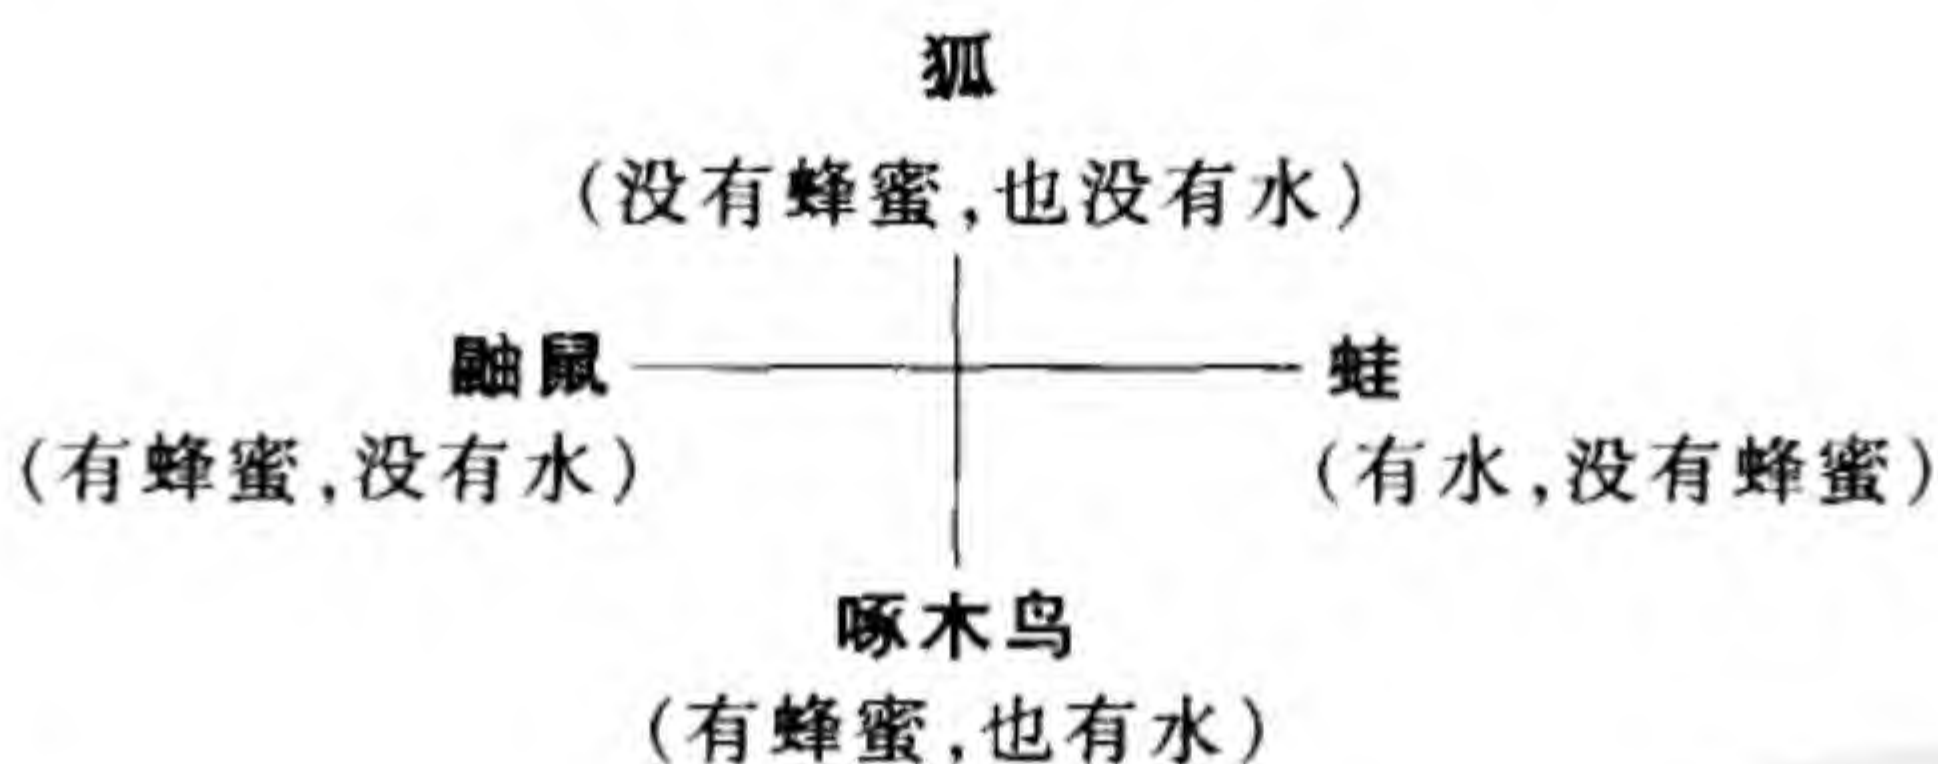 狐
(没有蜂蜜,也没有水)
鼬鼠 蛙
(有蜂蜜,没有水) (有水,没有蜂蜜)
啄木鸟
(有蜂蜜,也有水)